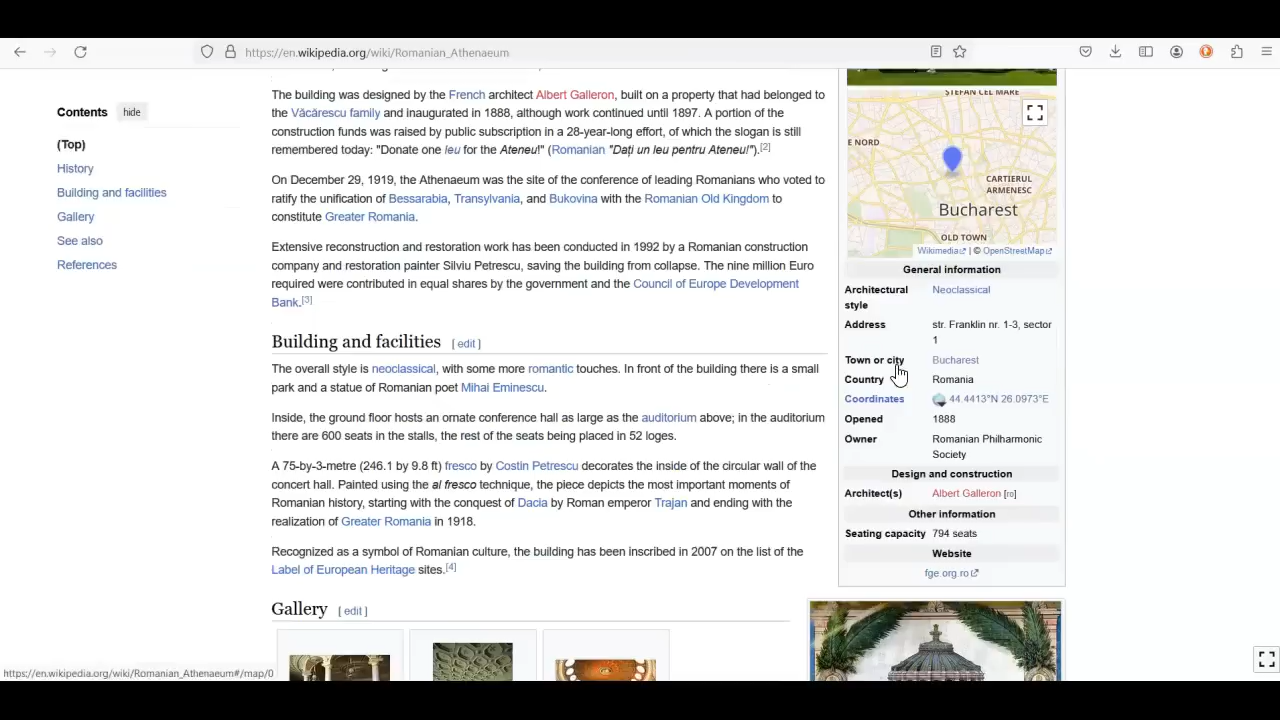 https://en.wikipedia.org/wiki/Romanian_Athenaeum
Contents hide
(Top)
History
Building and facilities
Gallery
See also
References
The building was designed by the French architect Albert Galleron, built on a property that had belonged to
the Văcărescu family and inaugurated in 1888, although work continued until 1897. A portion of the
construction funds was raised by public subscription in a 28-year-long effort, of which the slogan is still
remembered today: "Donate one leu for the Ateneu!" (Romanian "Dați un leu pentru Ateneu!").[2]
On December 29, 1919, the Athenaeum was the site of the conference of leading Romanians who voted to
ratify the unification of Bessarabia, Transylvania, and Bukovina with the Romanian Old Kingdom to
constitute Greater Romania.
Extensive reconstruction and restoration work has been conducted in 1992 by a Romanian construction
company and restoration painter Silviu Petrescu, saving the building from collapse. The nine million Euro
required were contributed in equal shares by the government and the Council of Europe Development
Bank.[3]
Building and facilities [ edit ]
The overall style is neoclassical, with some more romantic touches. In front of the building there is a small
park and a statue of Romanian poet Mihai Eminescu.
Inside, the ground floor hosts an ornate conference hall as large as the auditorium above; in the auditorium
there are 600 seats in the stalls, the rest of the seats being placed in 52 loges.
A 75-by-3-metre (246.1 by 9.8 ft) fresco by Costin Petrescu decorates the inside of the circular wall of the
concert hall. Painted using the al fresco technique, the piece depicts the most important moments of
Romanian history, starting with the conquest of Dacia by Roman emperor Trajan and ending with the
realization of Greater Romania in 1918.
Recognized as a symbol of Romanian culture, the building has been inscribed in 2007 on the list of the
Label of European Heritage sites.[4]
Gallery [ edit ]
ȘTEFAN CEL MARE
E NORD
CARTIERUL
ARMENESC
Bucharest
OLD TOWN
Wikimedia | © OpenStreetMap
General information
Architectural style Neoclassical
Address str. Franklin nr. 1-3, sector
1
Town or city Bucharest
Country Romania
Coordinates 44.4413°N 26.0973°E
Opened 1888
Owner Romanian Philharmonic
Society
Design and construction
Architect(s) Albert Galleron [ro]
Other information
Seating capacity 794 seats
Website
fge.org.ro
https://en.wikipedia.org/wiki/Romanian_Athenaeum#/map/0